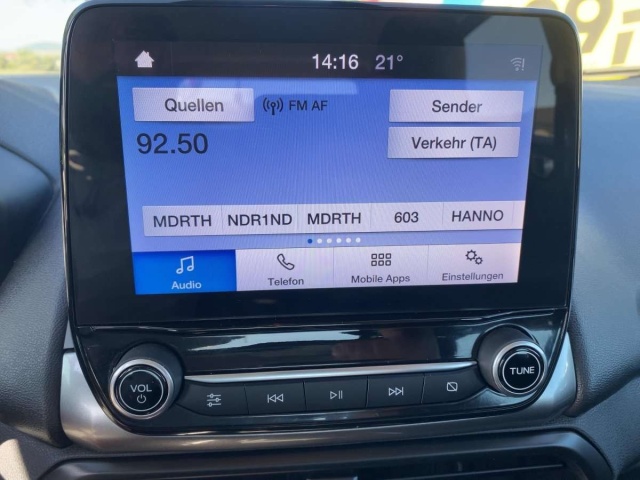 14:16 21°
Quellen FM AF Sender
92.50 Verkehr (TA)
MDRTH NDR1ND MDRTH 603 HANNO
Audio Telefon Mobile Apps Einstellungen
VOL TUNE